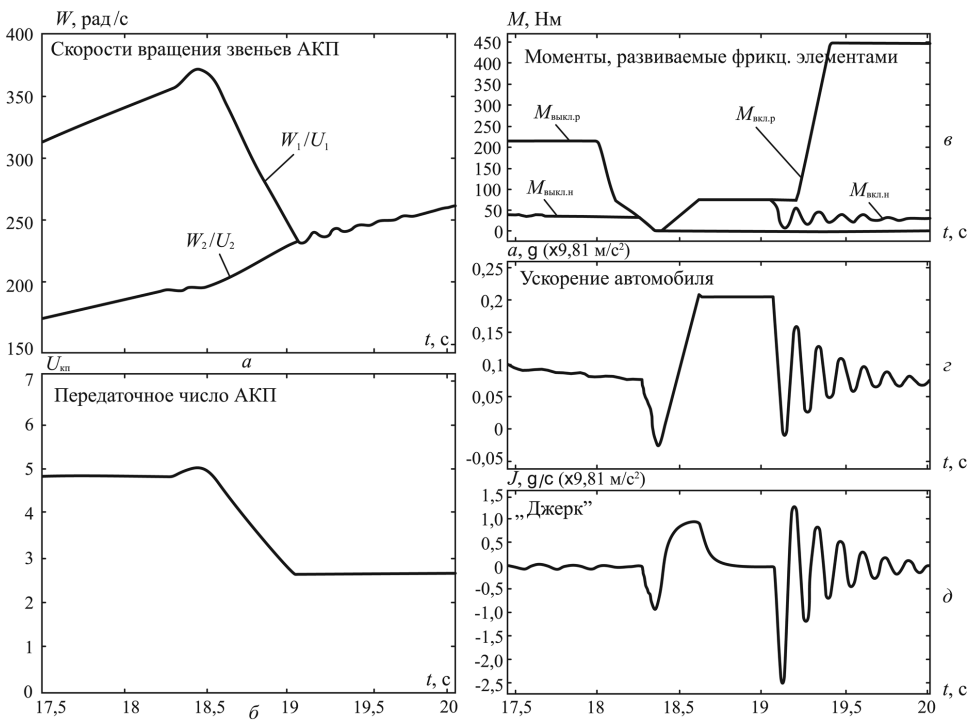 W, рад/с
400
Скорости вращения звеньев АКП
350
300
250
200
150
W₁/U₁
W₂/U₂
t, с
а
Uкп
7
Передаточное число АКП
6
5
4
3
2
1
0
t, с
17,5 18 18,5 19 19,5 20
б
M, Нм
450
Моменты, развиваемые фрикц. элементами
400
350
300
250
200
150
100
50
0
Mвыкл.р
Mвкл.р
Mвыкл.н
Mвкл.н
t, с
в
a, g (x9,81 м/с²)
0,25
Ускорение автомобиля
0,2
0,15
0,1
0,05
0
-0,05
t, с
г
J, g/c (x9,81 м/с²)
1,5
„Джерк”
1,0
0,5
0
-0,5
-1,0
-1,5
-2,0
-2,5
t, с
17,5 18 18,5 19 19,5 20
д